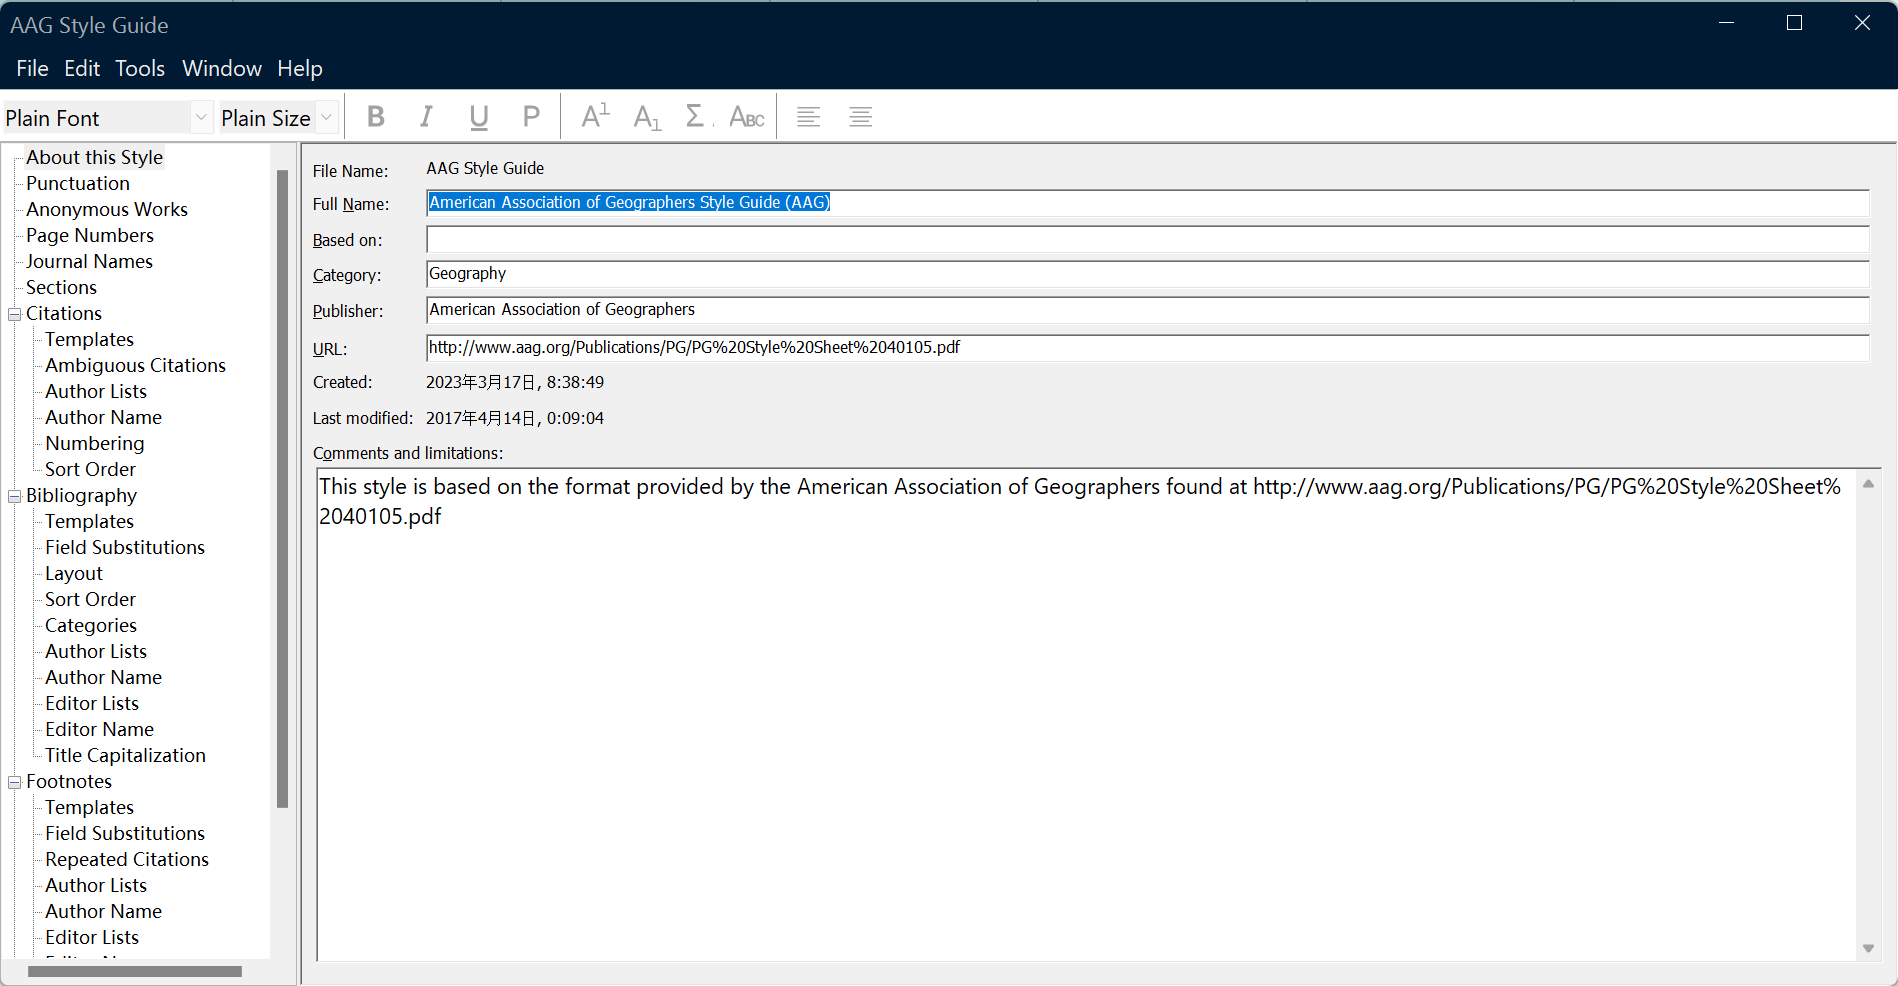 AAG Style Guide
File Edit Tools Window Help
Plain Font Plain Size B I U P A1 A1 Σ ABC
About this Style
Punctuation
Anonymous Works
Page Numbers
Journal Names
Sections
Citations
Templates
Ambiguous Citations
Author Lists
Author Name
Numbering
Sort Order
Bibliography
Templates
Field Substitutions
Layout
Sort Order
Categories
Author Lists
Author Name
Editor Lists
Editor Name
Title Capitalization
Footnotes
Templates
Field Substitutions
Repeated Citations
Author Lists
Author Name
Editor Lists
File Name: AAG Style Guide
Full Name: American Association of Geographers Style Guide (AAG)
Based on:
Category: Geography
Publisher: American Association of Geographers
URL: http://www.aag.org/Publications/PG/PG%20Style%20Sheet%2040105.pdf
Created: 2023年3月17日, 8:38:49
Last modified: 2017年4月14日, 0:09:04
Comments and limitations:
This style is based on the format provided by the American Association of Geographers found at http://www.aag.org/Publications/PG/PG%20Style%20Sheet%
2040105.pdf